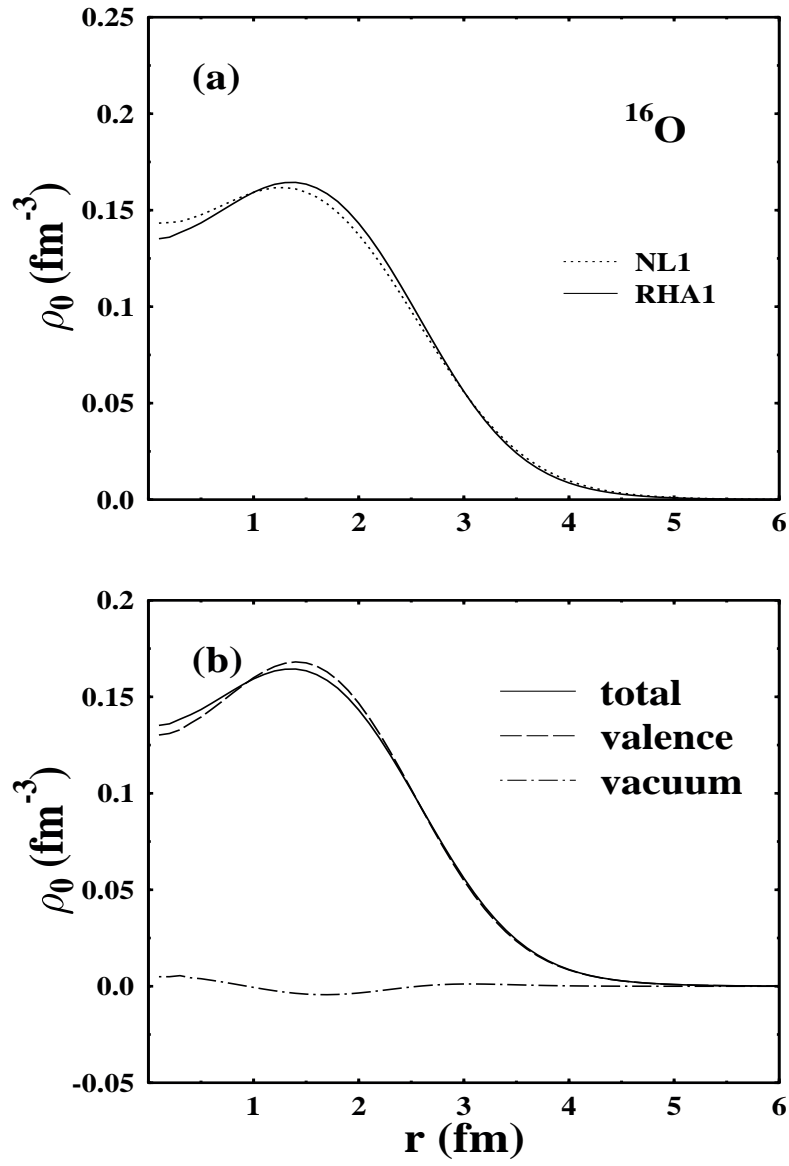 0.25
(a)
¹⁶O
0.2
0.15
ρ₀ (fm⁻³)
NL1
RHA1
0.1
0.05
0.0
1 2 3 4 5 6
0.2
(b)
total
valence
vacuum
0.15
0.1
ρ₀ (fm⁻³)
0.05
0.0
-0.05
1 2 3 4 5 6
r (fm)